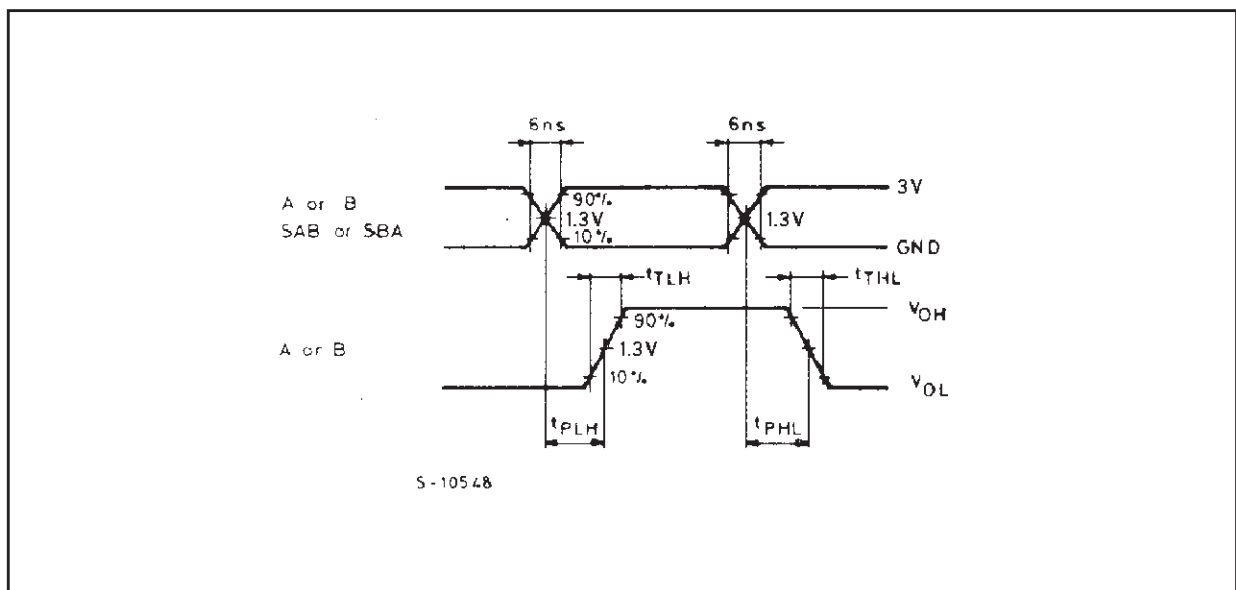 6ns 6ns
3V
90%
A or B
1.3V 1.3V
SAB or SBA
10%
GND
tTLH tTHL
VOH
90%
A or B
1.3V
10%
VOL
tPLH tPHL
S-10548